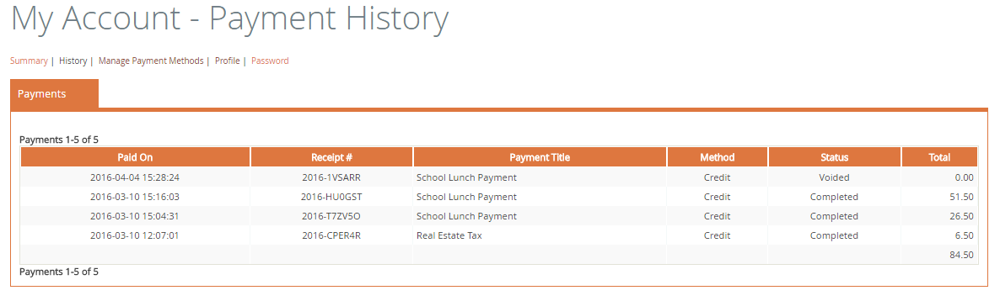 My Account - Payment History
Summary | History | Manage Payment Methods | Profile | Password
Payments
Payments 1-5 of 5
Paid On Receipt # Payment Title Method Status Total
2016-04-04 15:28:24 2016-1VSARR School Lunch Payment Credit Voided 0.00
2016-03-10 15:16:03 2016-HU0GST School Lunch Payment Credit Completed 51.50
2016-03-10 15:04:31 2016-T7ZV5O School Lunch Payment Credit Completed 26.50
2016-03-10 12:07:01 2016-CPER4R Real Estate Tax Credit Completed 6.50
84.50
Payments 1-5 of 5